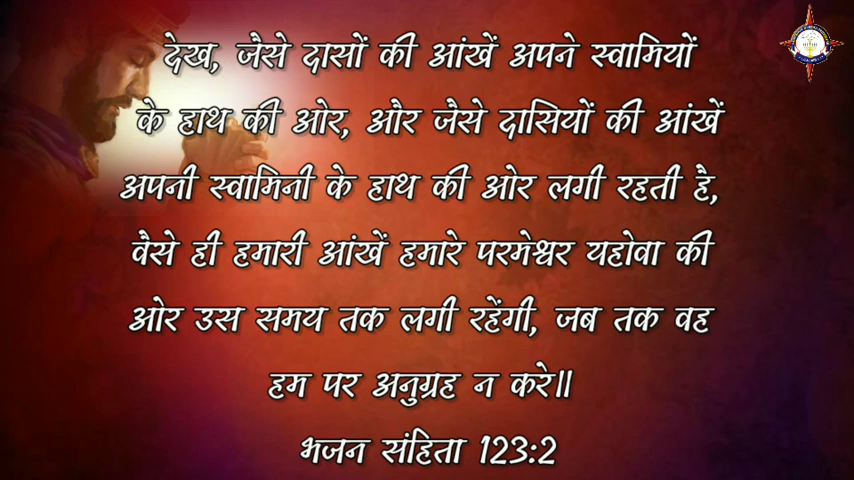 देख, जैसे दासों की आंखें अपने स्वामियों
के हाथ की ओर, और जैसे दासियों की आंखें
अपनी स्वामिनी के हाथ की ओर लगी रहती है,
वैसे ही हमारी आंखें हमारे परमेश्वर यहोवा की
ओर उस समय तक लगी रहेंगी, जब तक वह
हम पर अनुग्रह न करे॥
भजन संहिता 123:2